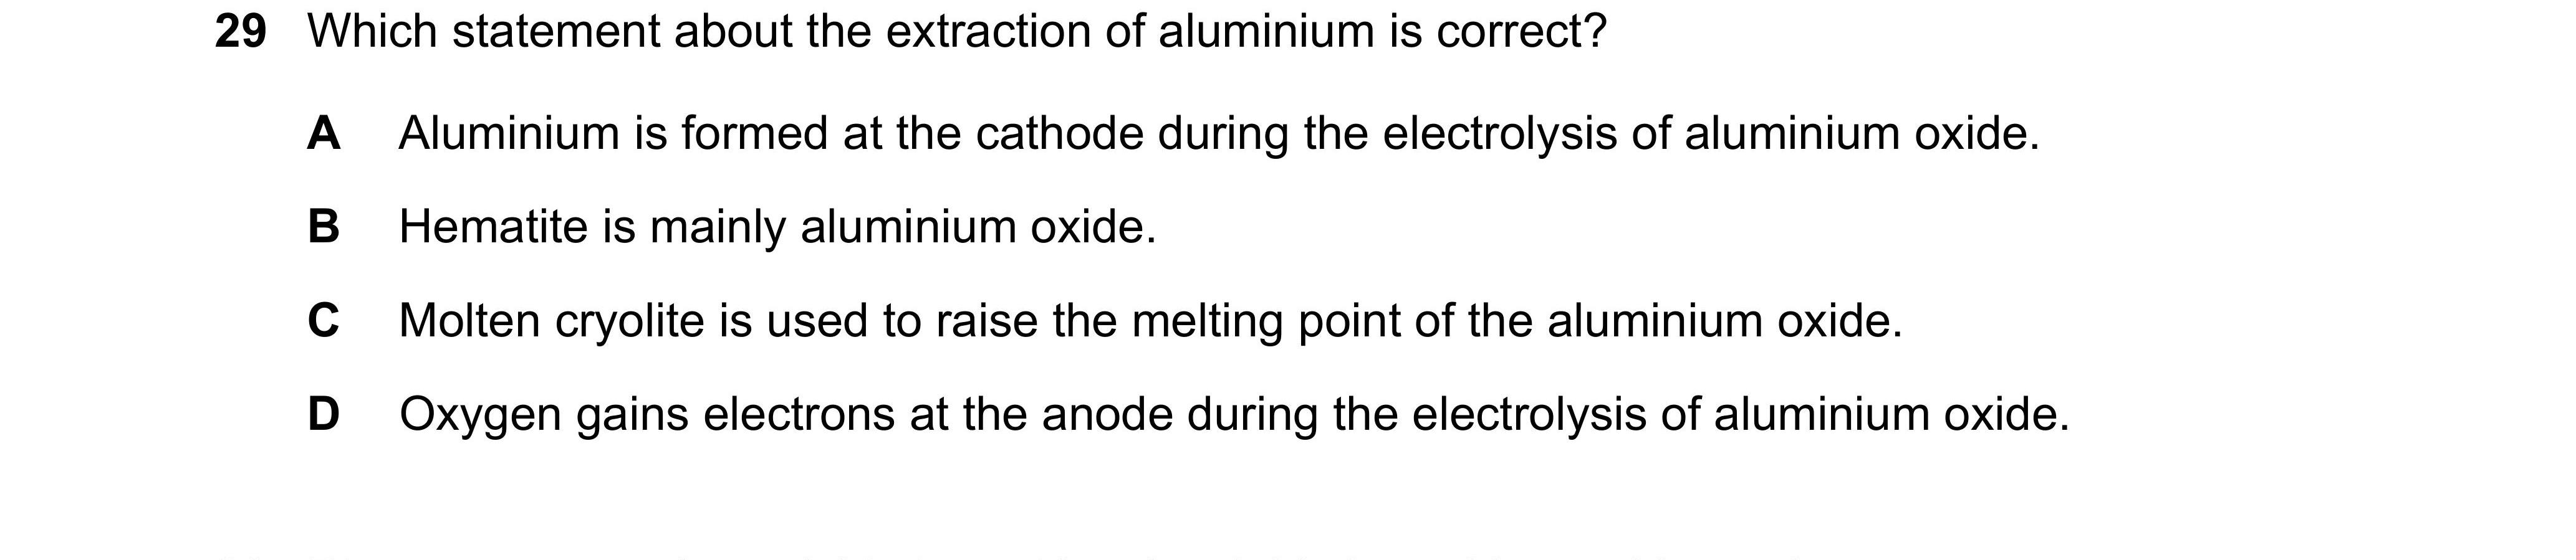 29 Which statement about the extraction of aluminium is correct?
A Aluminium is formed at the cathode during the electrolysis of aluminium oxide.
B Hematite is mainly aluminium oxide.
C Molten cryolite is used to raise the melting point of the aluminium oxide.
D Oxygen gains electrons at the anode during the electrolysis of aluminium oxide.